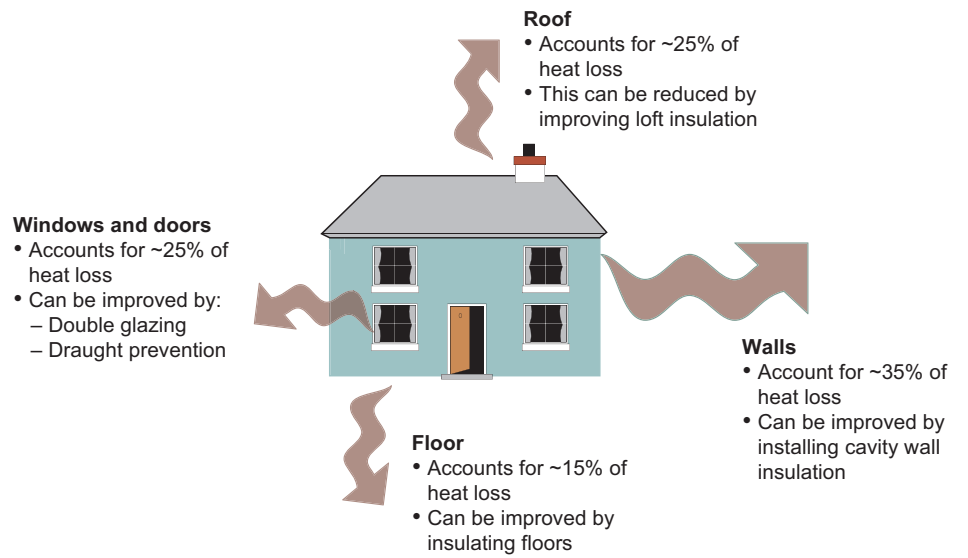 Roof
• Accounts for ~25% of
heat loss
• This can be reduced by
improving loft insulation
Windows and doors
• Accounts for ~25% of
heat loss
• Can be improved by:
– Double glazing
– Draught prevention
Walls
• Account for ~35% of
heat loss
• Can be improved by
installing cavity wall
insulation
Floor
• Accounts for ~15% of
heat loss
• Can be improved by
insulating floors